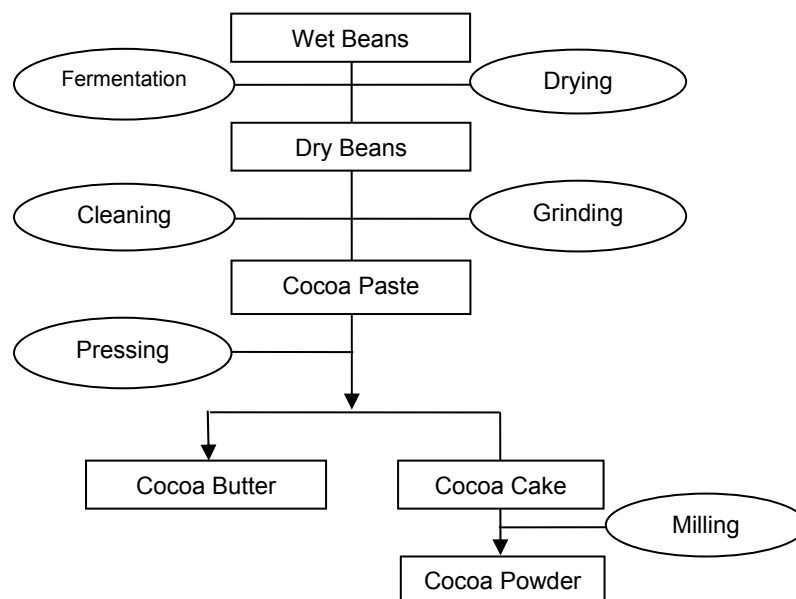 Wet Beans
Fermentation
Drying
Dry Beans
Cleaning
Grinding
Cocoa Paste
Pressing
Cocoa Butter
Cocoa Cake
Milling
Cocoa Powder